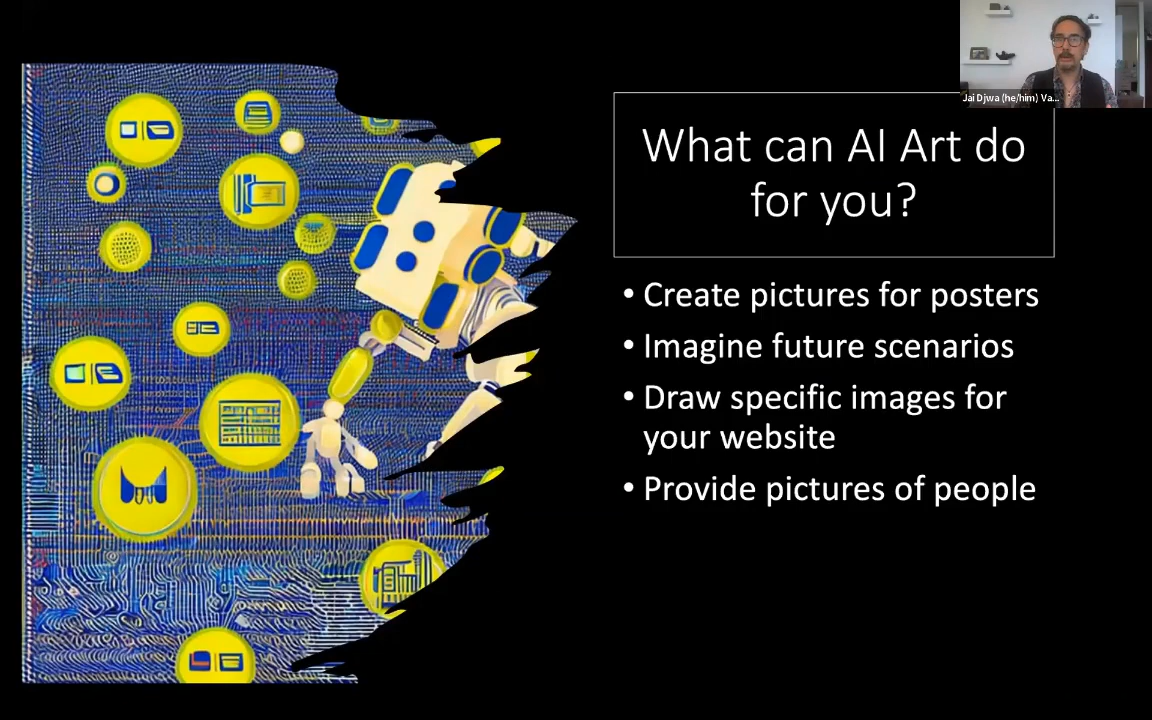 Jai Djwa (he/him) Va...
What can AI Art do
for you?
• Create pictures for posters
• Imagine future scenarios
• Draw specific images for
your website
• Provide pictures of people